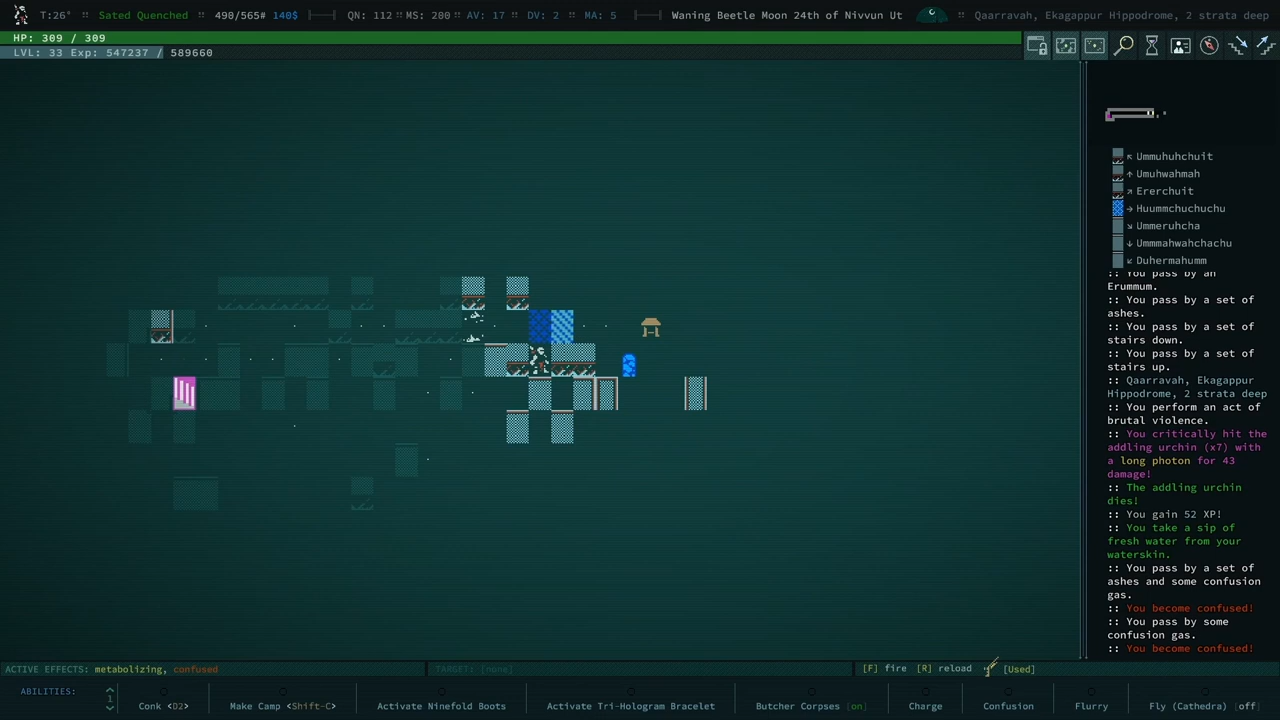 T:26° :: Sated Quenched :: 490/565# 140$ QN: 112 :: MS: 200 :: AV: 17 :: DV: 2 :: MA: 5 Waning Beetle Moon 24th of Nivvun Ut :: Qaarravah, Ekagappur Hippodrome, 2 strata deep
HP: 309 / 309
LVL: 33 Exp: 547237 / 589660
Ummuhuhchuit
Umuhwahmah
Ererchuit
Huummchuchuchu
Ummeruhcha
Ummmahwahchachu
Duhermahumm
:: You pass by an
Erummum.
:: You pass by a set of
ashes.
:: You pass by a set of
stairs down.
:: You pass by a set of
stairs up.
:: Qaarravah, Ekagappur
Hippodrome, 2 strata deep
:: You perform an act of
brutal violence.
:: You critically hit the
addling urchin (x7) with
a long photon for 43
damage!
:: The addling urchin
dies!
:: You gain 52 XP!
:: You take a sip of
fresh water from your
waterskin.
:: You pass by a set of
ashes and some confusion
gas.
:: You become confused!
:: You pass by some
confusion gas.
:: You become confused!
ACTIVE EFFECTS: metabolizing, confused
TARGET: [none]
[F] fire [R] reload [Used]
ABILITIES: 1 Conk <02> Make Camp <Shift-C> Activate Ninefold Boots Activate Tri-Hologram Bracelet Butcher Corpses [on] Charge Confusion Flurry Fly (Cathedra) [off